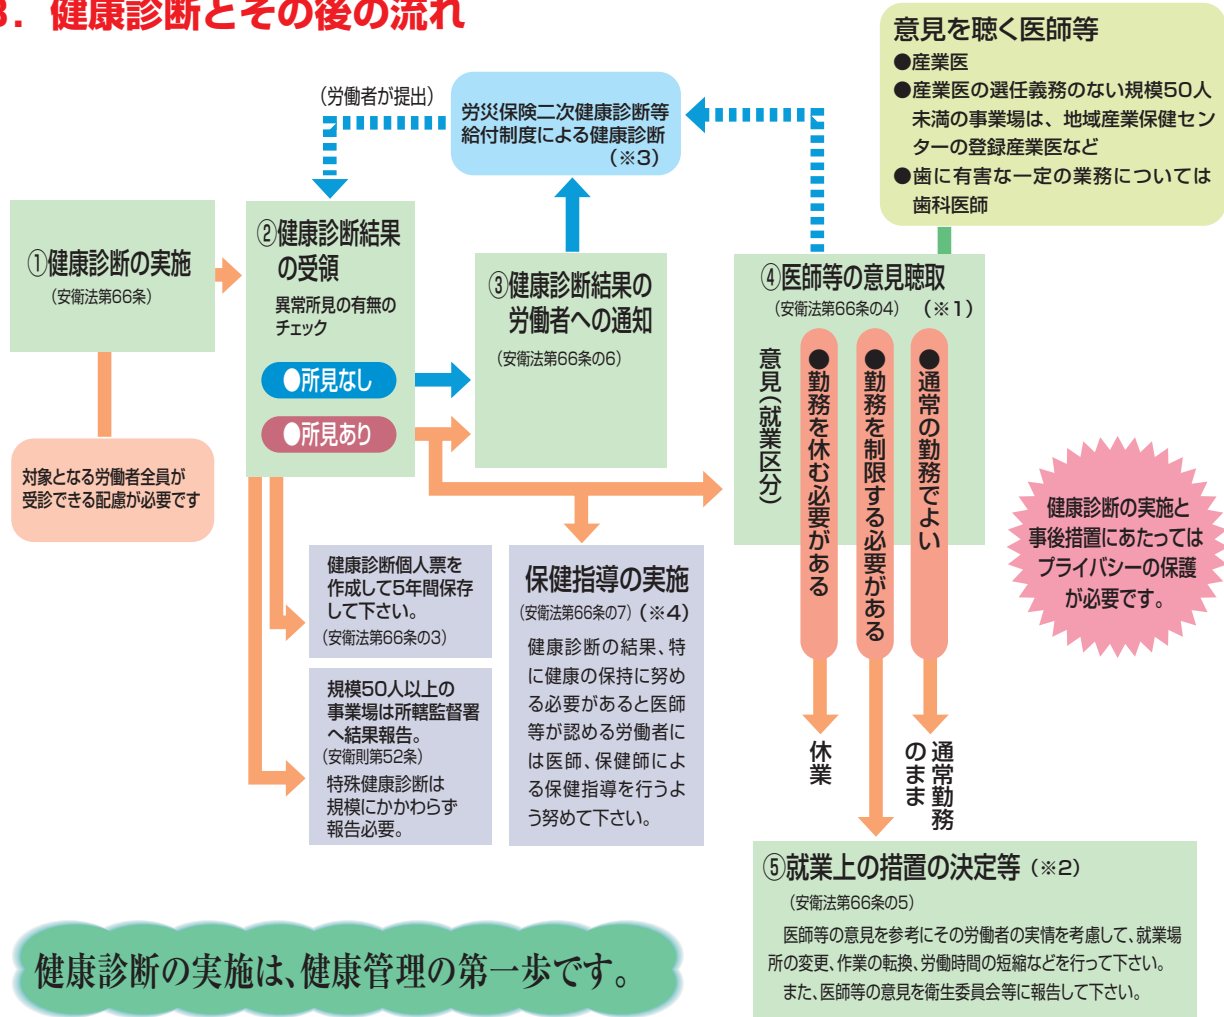 3．健康診断とその後の流れ
意見を聴く医師等
●産業医
●産業医の選任義務のない規模50人
未満の事業場は、地域産業保健セン
ターの登録産業医など
●歯に有害な一定の業務については
歯科医師
（労働者が提出）
労災保険二次健康診断等
給付制度による健康診断
（※3）
①健康診断の実施
（安衛法第66条）
対象となる労働者全員が
受診できる配慮が必要です
②健康診断結果
の受領
異常所見の有無の
チェック
●所見なし
●所見あり
③健康診断結果の
労働者への通知
（安衛法第66条の6）
④医師等の意見聴取
（安衛法第66条の4）（※1）
意見（就業区分）
●勤務を休む必要がある
●勤務を制限する必要がある
●通常の勤務でよい
健康診断の実施と
事後措置にあたっては
プライバシーの保護
が必要です。
健康診断個人票を
作成して5年間保存
して下さい。
（安衛法第66条の3）
規模50人以上の
事業場は所轄監督署
へ結果報告。
（安衛則第52条）
特殊健康診断は
規模にかかわらず
報告必要。
保健指導の実施
（安衛法第66条の7）（※4）
健康診断の結果、特
に健康の保持に努め
る必要があると医師
等が認める労働者に
は医師、保健師によ
る保健指導を行うよ
う努めて下さい。
休業
通常勤務
のまま
⑤就業上の措置の決定等（※2）
（安衛法第66条の5）
医師等の意見を参考にその労働者の実情を考慮して、就業場
所の変更、作業の転換、労働時間の短縮などを行って下さい。
また、医師等の意見を衛生委員会等に報告して下さい。
健康診断の実施は、健康管理の第一歩です。